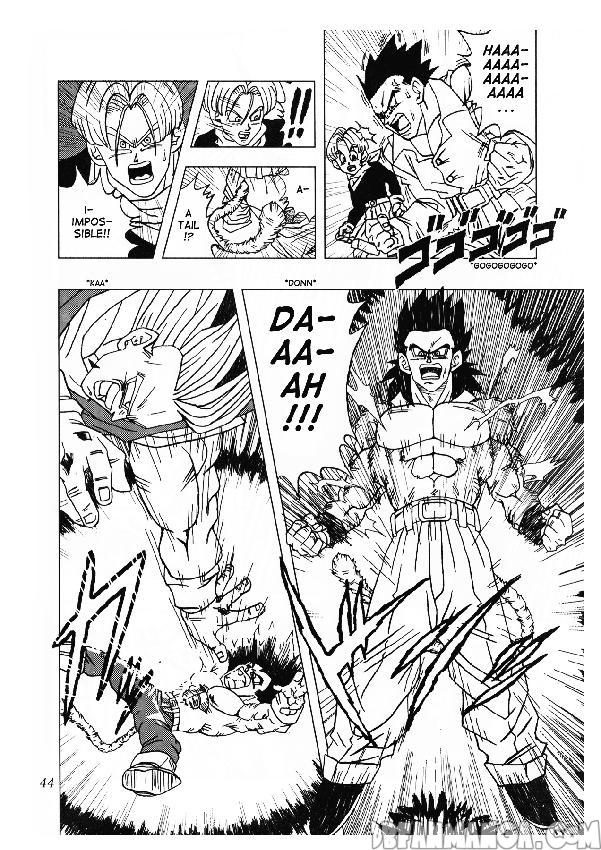 HAAA-
AAAA-
AAAA-
AAAA
...
ゴゴゴゴゴ
*GOGOGOGOGO*
!!
A-
A
TAIL
!?
I-
IMPOS-
SIBLE!!
*DONN*
DA-
AA-
AH
!!!
*KAA*
44
DBFANMANGA.COM